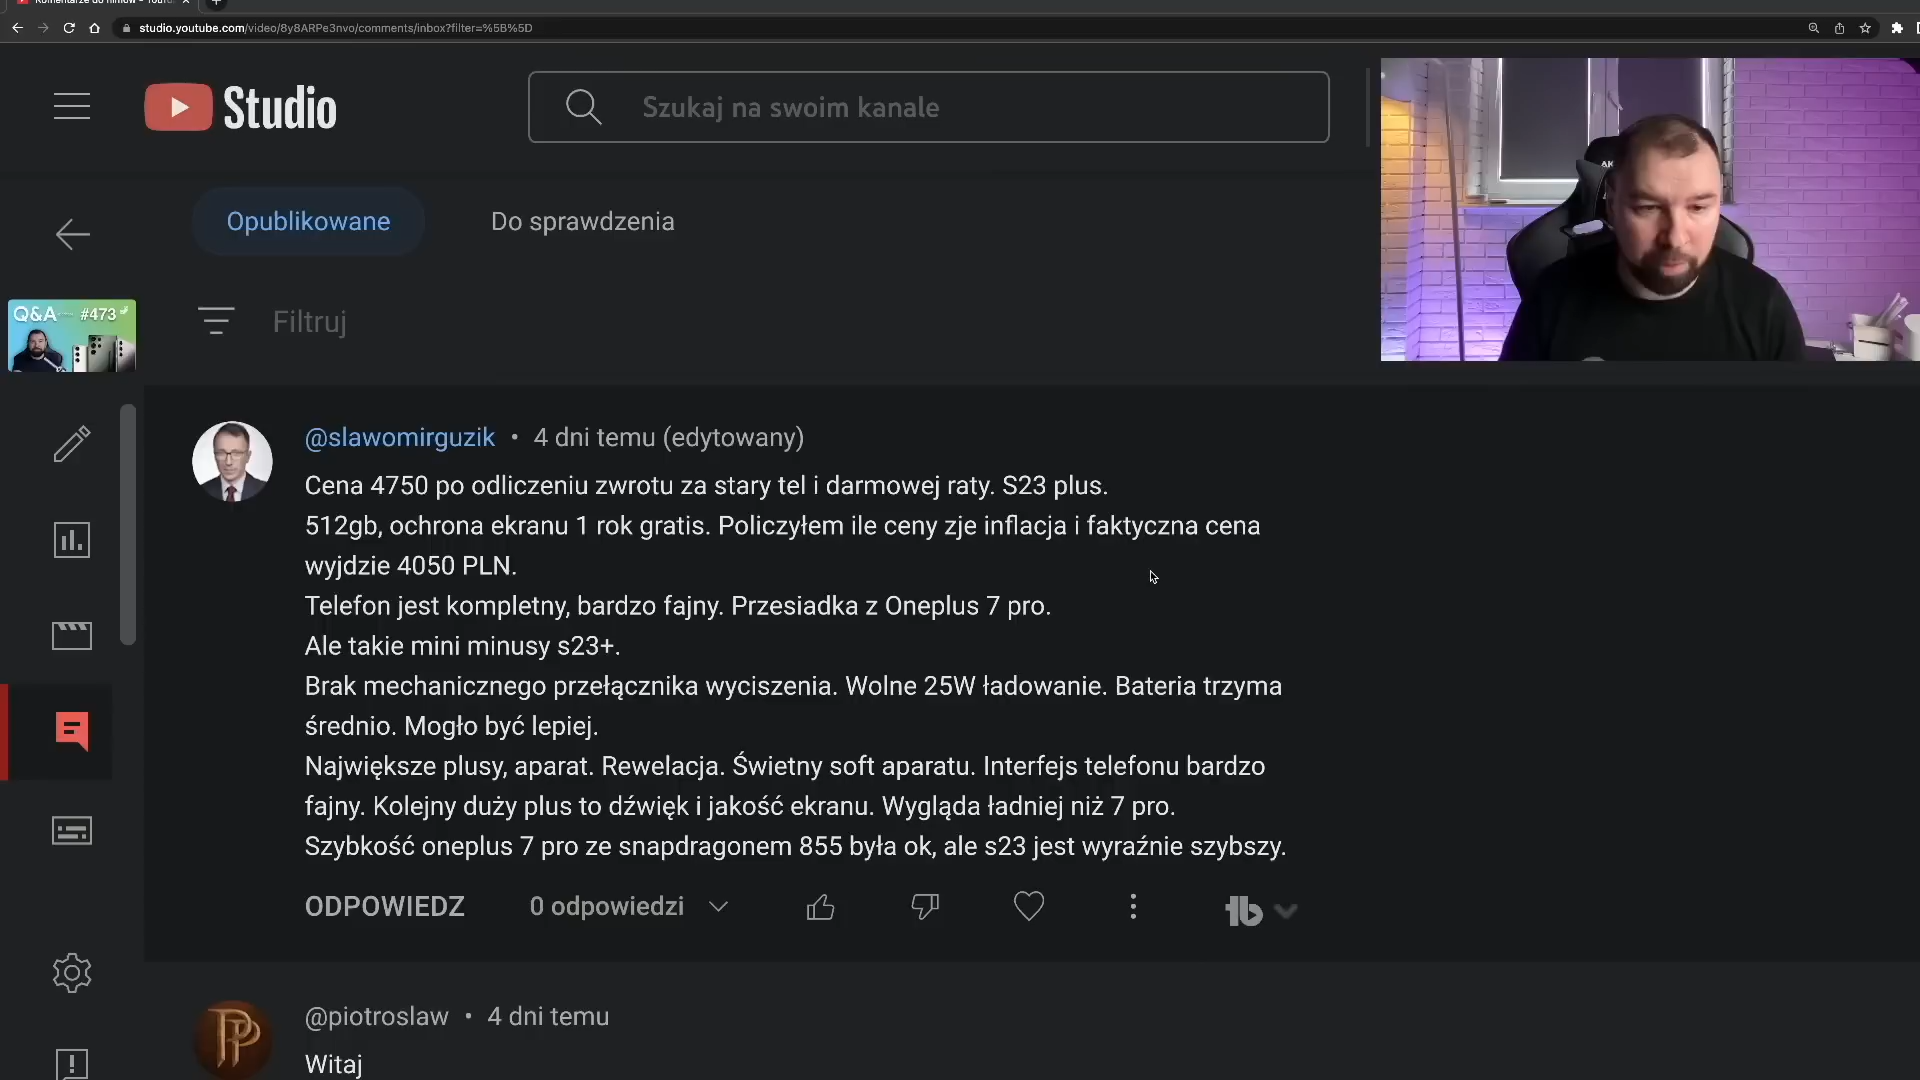 studio.youtube.com/video/8y8ARPe3nvo/comments/inbox?filter=%5B%5D
Studio
Szukaj na swoim kanale
AK
Opublikowane
Do sprawdzenia
Q&A #473
Filtruj
@slawomirguzik • 4 dni temu (edytowany)
Cena 4750 po odliczeniu zwrotu za stary tel i darmowej raty. S23 plus.
512gb, ochrona ekranu 1 rok gratis. Policzyłem ile ceny zje inflacja i faktyczna cena
wyjdzie 4050 PLN.
Telefon jest kompletny, bardzo fajny. Przesiadka z Oneplus 7 pro.
Ale takie mini minusy s23+.
Brak mechanicznego przełącznika wyciszenia. Wolne 25W ładowanie. Bateria trzyma
średnio. Mogło być lepiej.
Największe plusy, aparat. Rewelacja. Świetny soft aparatu. Interfejs telefonu bardzo
fajny. Kolejny duży plus to dźwięk i jakość ekranu. Wygląda ładniej niż 7 pro.
Szybkość oneplus 7 pro ze snapdragonem 855 była ok, ale s23 jest wyraźnie szybszy.
ODPOWIEDZ
0 odpowiedzi
tb
@piotroslaw • 4 dni temu
Witaj